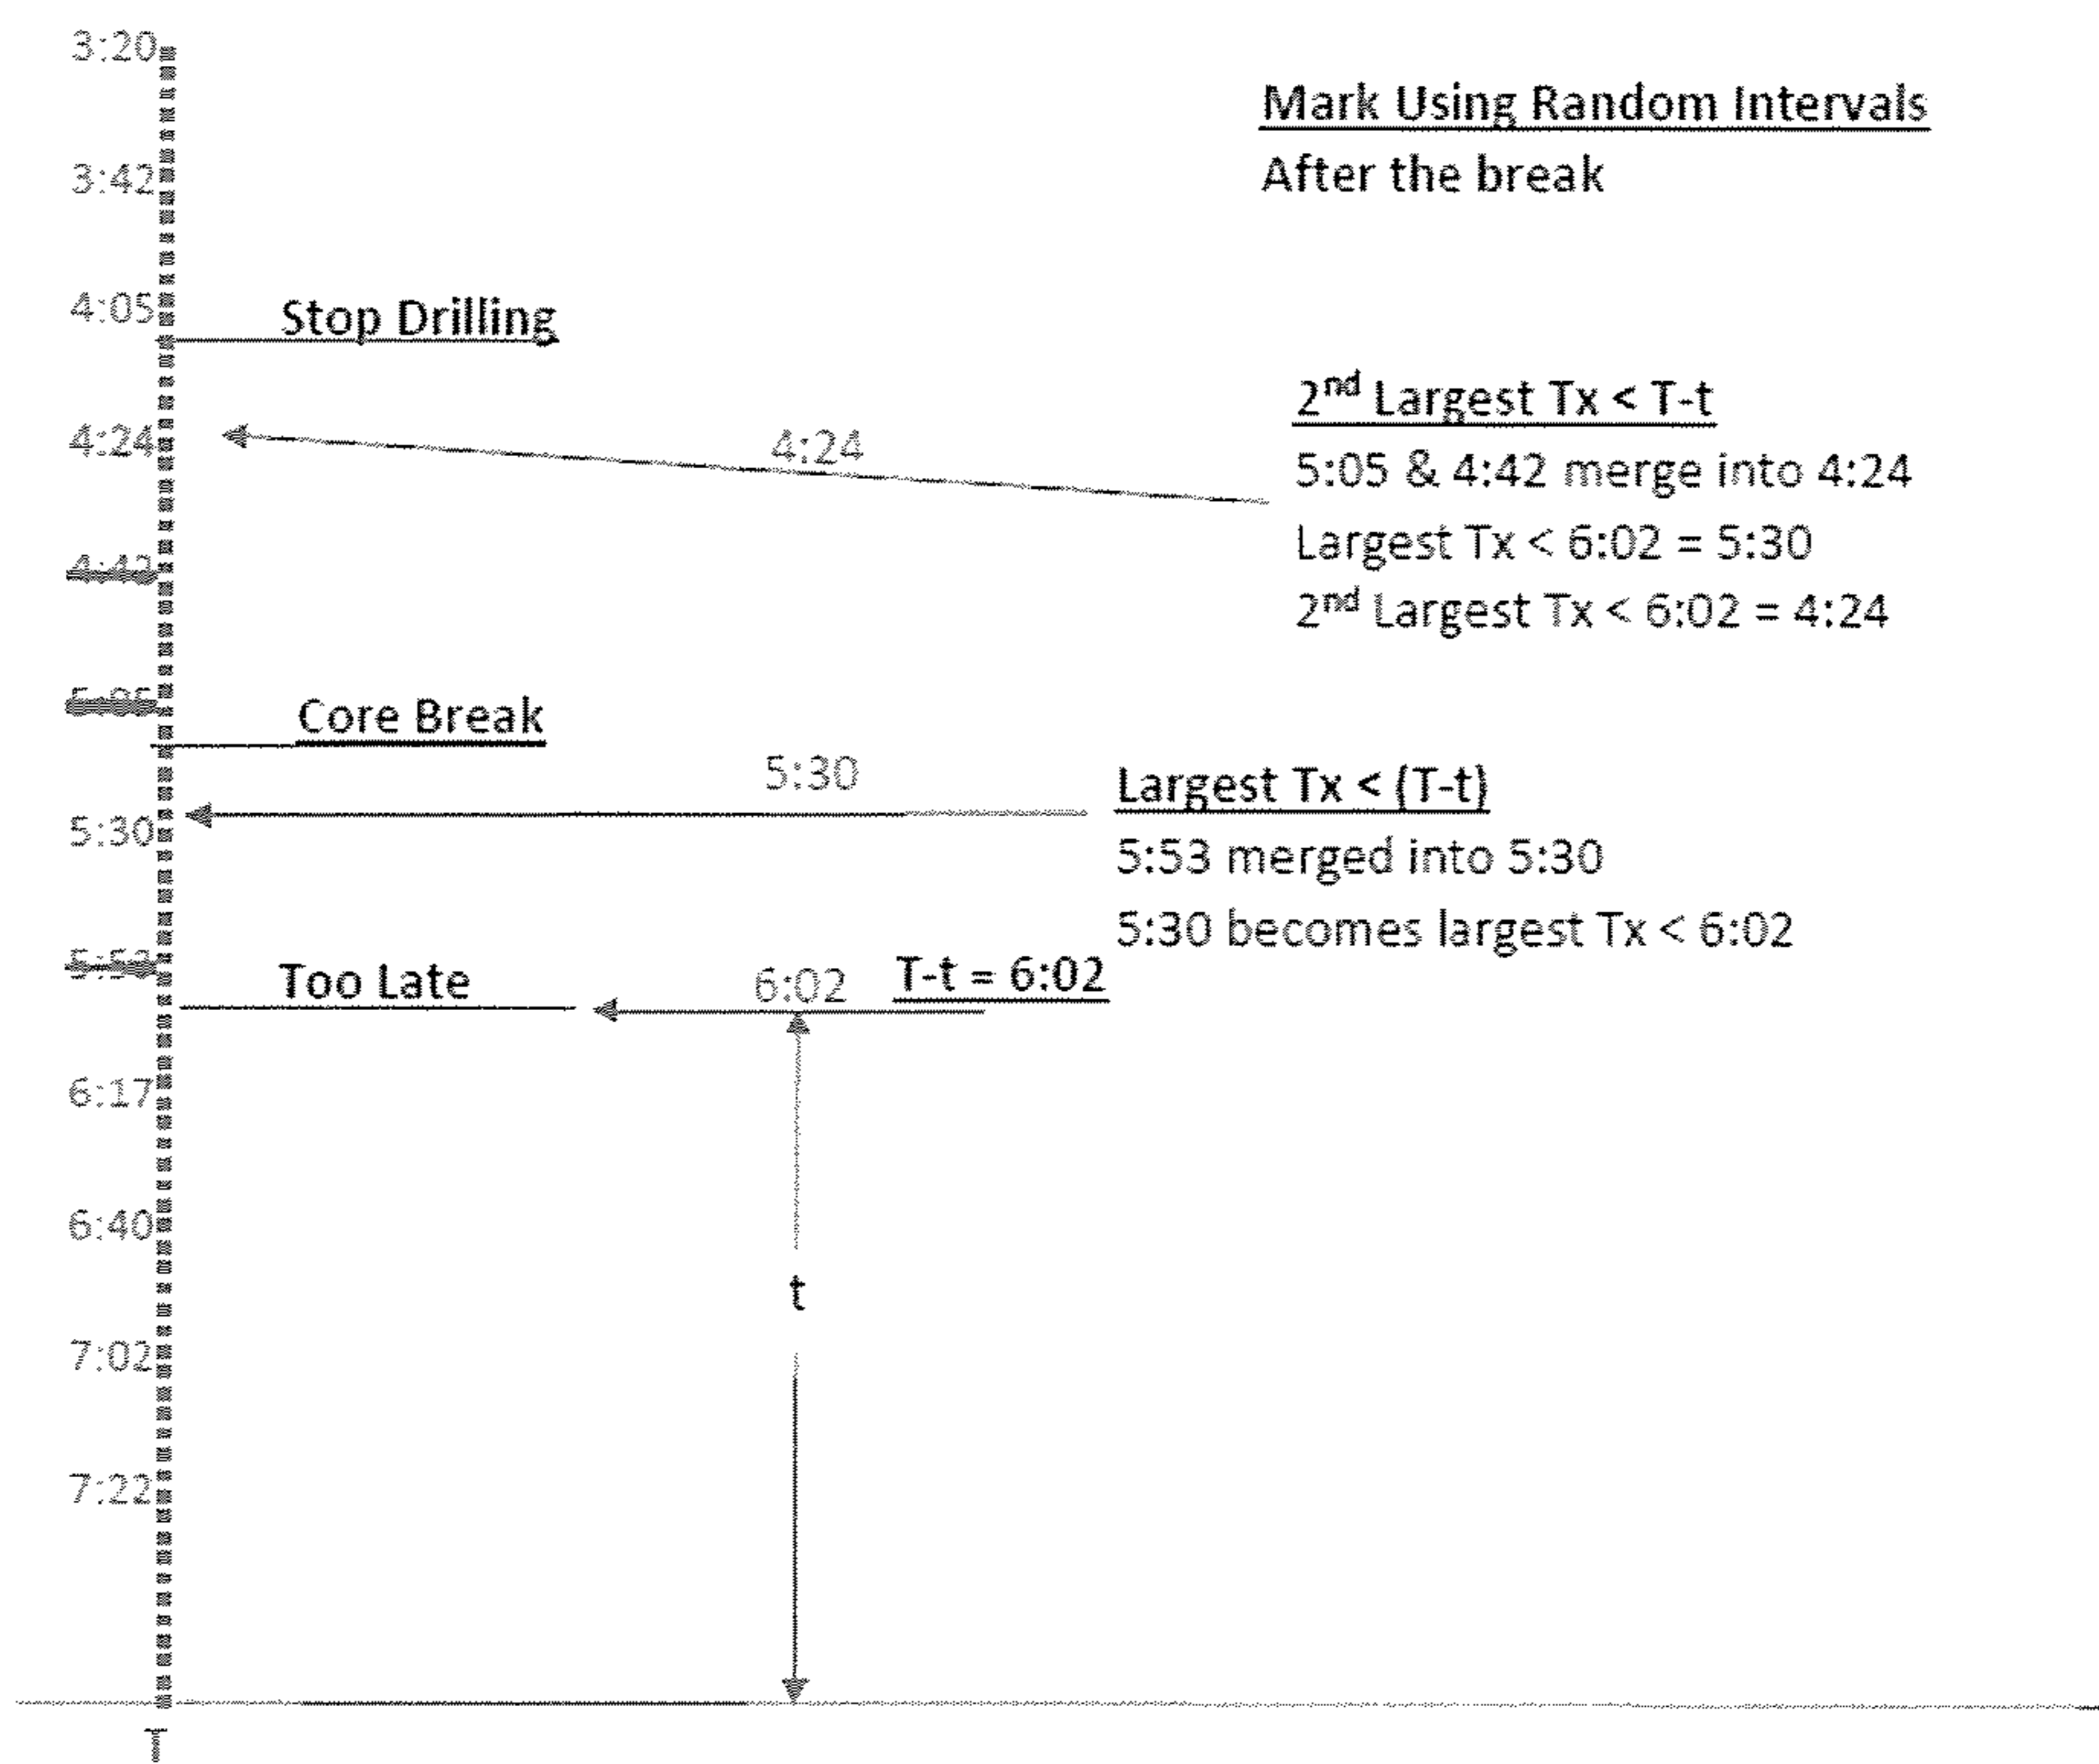 3:20
Mark Using Random Intervals
After the break
3:42
4:05
Stop Drilling
2nd Largest Tx < T-t
4:24
4:24
5:05 & 4:42 merge into 4:24
Largest Tx < 6:02 = 5:30
4:42
2nd Largest Tx < 6:02 = 4:24
5:05
Core Break
5:30
Largest Tx < (T-t)
5:30
5:53 merged into 5:30
5:30 becomes largest Tx < 6:02
5:53
Too Late
6:02
T-t = 6:02
6:17
6:40
t
7:02
7:22
T